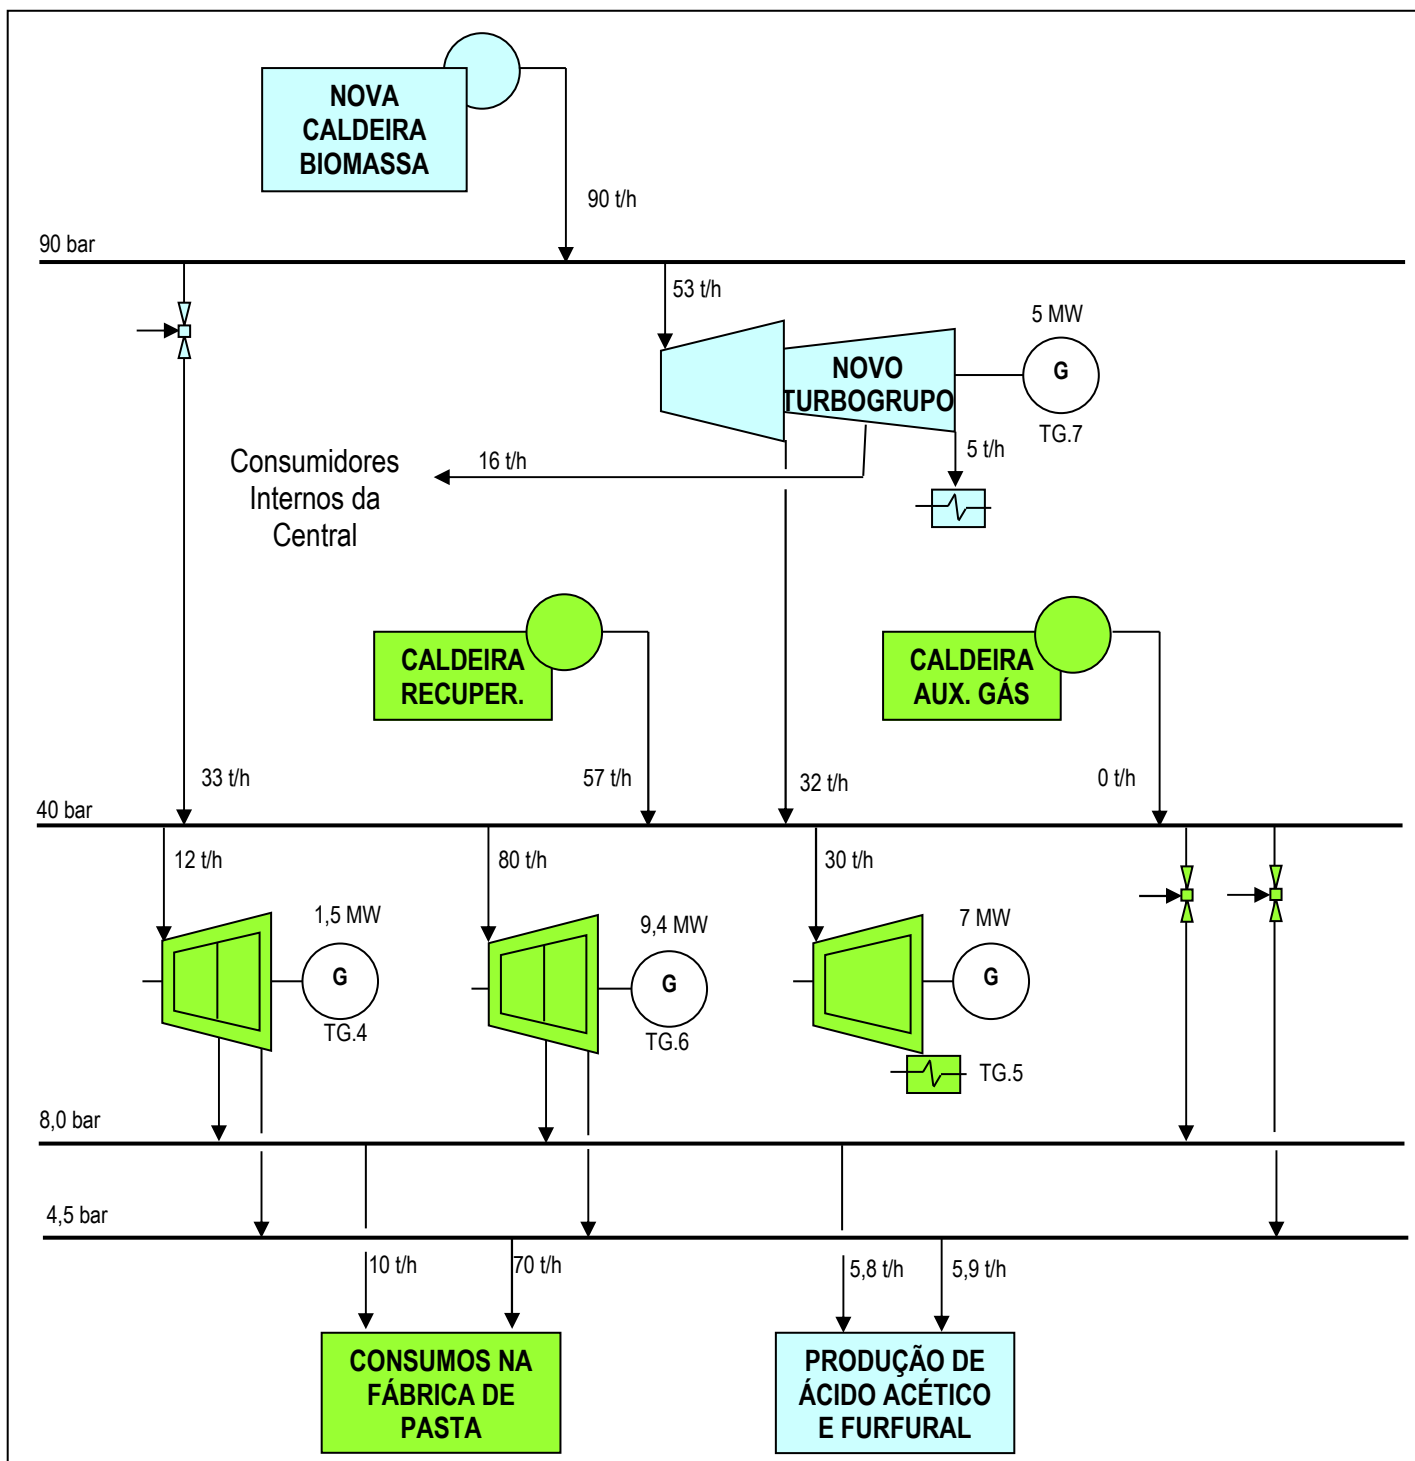 NOVA
CALDEIRA
BIOMASSA
90 t/h
90 bar
53 t/h
5 MW
NOVO
TURBOGRUPO
G
TG.7
5 t/h
16 t/h
Consumidores
Internos da
Central
CALDEIRA
RECUPER.
CALDEIRA
AUX. GÁS
33 t/h
57 t/h
32 t/h
0 t/h
40 bar
12 t/h
80 t/h
30 t/h
1,5 MW
9,4 MW
7 MW
G
G
G
TG.4
TG.6
TG.5
8,0 bar
4,5 bar
10 t/h
70 t/h
5,8 t/h
5,9 t/h
CONSUMOS NA
FÁBRICA DE
PASTA
PRODUÇÃO DE
ÁCIDO ACÉTICO
E FURFURAL